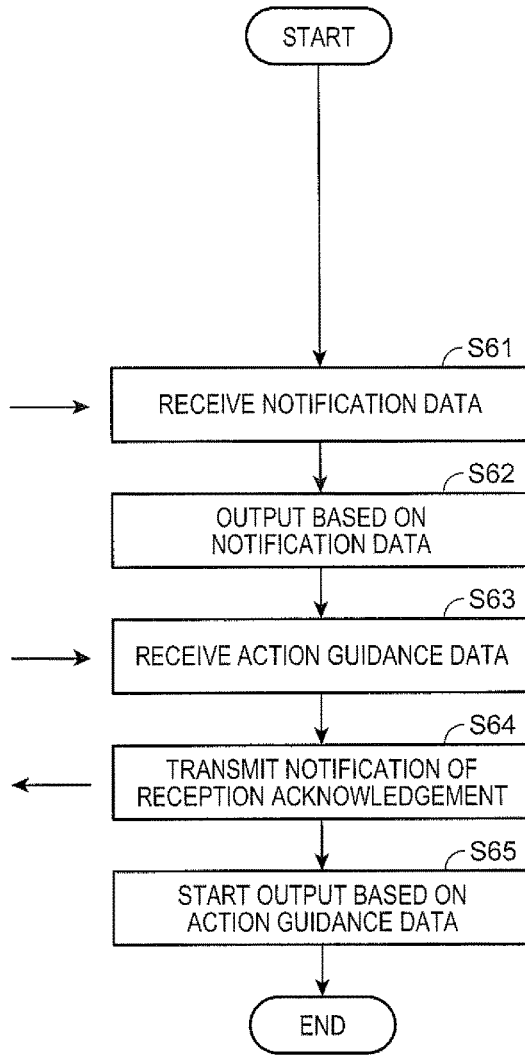 START
S61
RECEIVE NOTIFICATION DATA
S62
OUTPUT BASED ON
NOTIFICATION DATA
S63
RECEIVE ACTION GUIDANCE DATA
S64
TRANSMIT NOTIFICATION OF
RECEPTION ACKNOWLEDGEMENT
S65
START OUTPUT BASED ON
ACTION GUIDANCE DATA
END